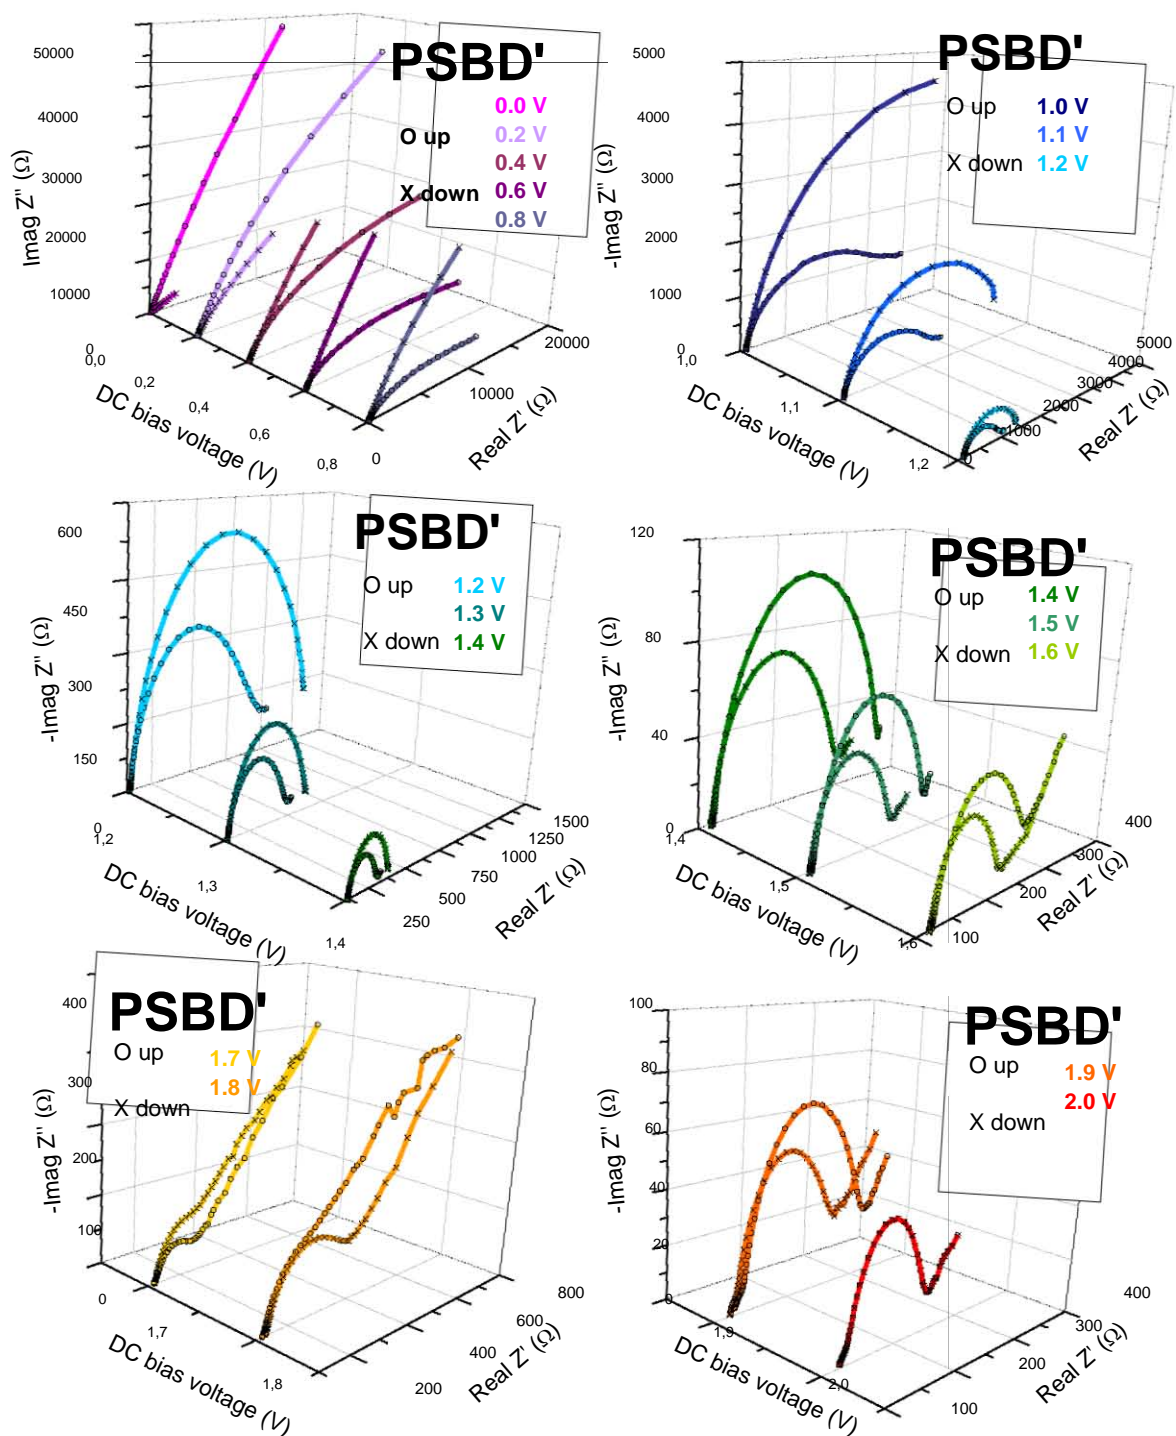 PSBD'
0.0 V
O up 0.2 V
0.4 V
X down 0.6 V
0.8 V
Imag Z'' (Ω)
50000
40000
30000
20000
10000
0
0,0
0,2
0,4
0,6
0,8
DC bias voltage (V)
0
10000
20000
Real Z' (Ω)
PSBD'
O up 1.0 V
1.1 V
X down 1.2 V
-Imag Z'' (Ω)
5000
4000
3000
2000
1000
0
1,0
1,1
1,2
DC bias voltage (V)
0
1000
2000
3000
4000
5000
Real Z' (Ω)
PSBD'
O up 1.2 V
1.3 V
X down 1.4 V
-Imag Z'' (Ω)
600
450
300
150
0
1,2
1,3
1,4
DC bias voltage (V)
250
500
750
1000
1250
1500
Real Z' (Ω)
PSBD'
O up 1.4 V
1.5 V
X down 1.6 V
-Imag Z'' (Ω)
120
80
40
0
1,4
1,5
1,6
DC bias voltage (V)
100
200
300
400
Real Z' (Ω)
PSBD'
O up 1.7 V
1.8 V
X down
-Imag Z'' (Ω)
400
300
200
100
0
1,7
1,8
DC bias voltage (V)
200
400
600
800
Real Z' (Ω)
PSBD'
O up 1.9 V
2.0 V
X down
-Imag Z'' (Ω)
100
80
60
40
20
0
1,9
2,0
DC bias voltage (V)
100
200
300
400
Real Z' (Ω)